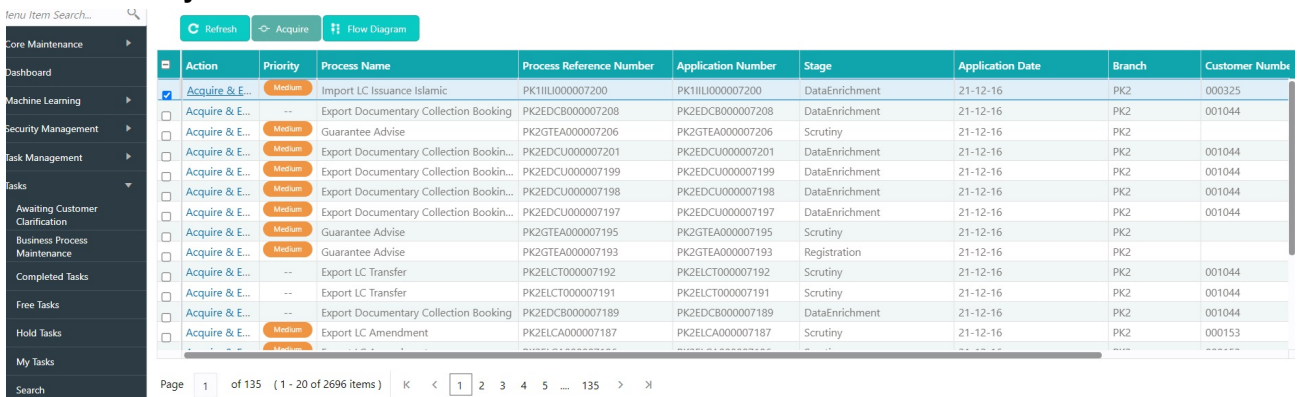 Menu Item Search...
Refresh Acquire Flow Diagram
Core Maintenance
Dashboard
Machine Learning
Security Management
Task Management
Tasks
Awaiting Customer
Clarification
Business Process
Maintenance
Completed Tasks
Free Tasks
Hold Tasks
My Tasks
Search
Action Priority Process Name Process Reference Number Application Number Stage Application Date Branch Customer Numbe
Acquire & E... Medium Import LC Issuance Islamic PK1IILI000007200 PK1IILI000007200 DataEnrichment 21-12-16 PK2 000325
Acquire & E... -- Export Documentary Collection Booking PK2EDCB000007208 PK2EDCB000007208 DataEnrichment 21-12-16 PK2 001044
Acquire & E... Medium Guarantee Advise PK2GTEA000007206 PK2GTEA000007206 Scrutiny 21-12-16 PK2
Acquire & E... Medium Export Documentary Collection Bookin... PK2EDCU000007201 PK2EDCU000007201 DataEnrichment 21-12-16 PK2 001044
Acquire & E... Medium Export Documentary Collection Bookin... PK2EDCU000007199 PK2EDCU000007199 DataEnrichment 21-12-16 PK2 001044
Acquire & E... Medium Export Documentary Collection Bookin... PK2EDCU000007198 PK2EDCU000007198 DataEnrichment 21-12-16 PK2 001044
Acquire & E... Medium Export Documentary Collection Bookin... PK2EDCU000007197 PK2EDCU000007197 DataEnrichment 21-12-16 PK2 001044
Acquire & E... Medium Guarantee Advise PK2GTEA000007195 PK2GTEA000007195 Scrutiny 21-12-16 PK2
Acquire & E... Medium Guarantee Advise PK2GTEA000007193 PK2GTEA000007193 Registration 21-12-16 PK2
Acquire & E... -- Export LC Transfer PK2ELCT000007192 PK2ELCT000007192 Scrutiny 21-12-16 PK2 001044
Acquire & E... -- Export LC Transfer PK2ELCT000007191 PK2ELCT000007191 Scrutiny 21-12-16 PK2 001044
Acquire & E... -- Export Documentary Collection Booking PK2EDCB000007189 PK2EDCB000007189 DataEnrichment 21-12-16 PK2 001044
Acquire & E... Medium Export LC Amendment PK2ELCA000007187 PK2ELCA000007187 Scrutiny 21-12-16 PK2 000153
Page 1 of 135 ( 1 - 20 of 2696 items ) 1 2 3 4 5 .... 135